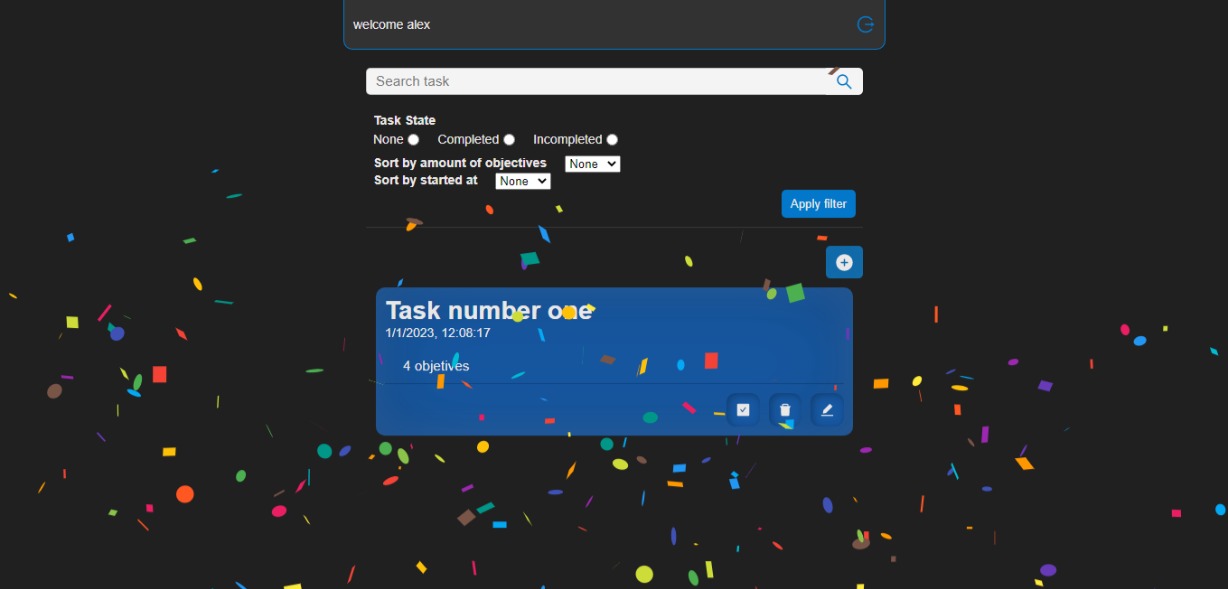 welcome alex
Search task
Task State
None Completed Incompleted
Sort by amount of objectives None
Sort by started at None
Apply filter
Task number one
1/1/2023, 12:08:17
4 objetives